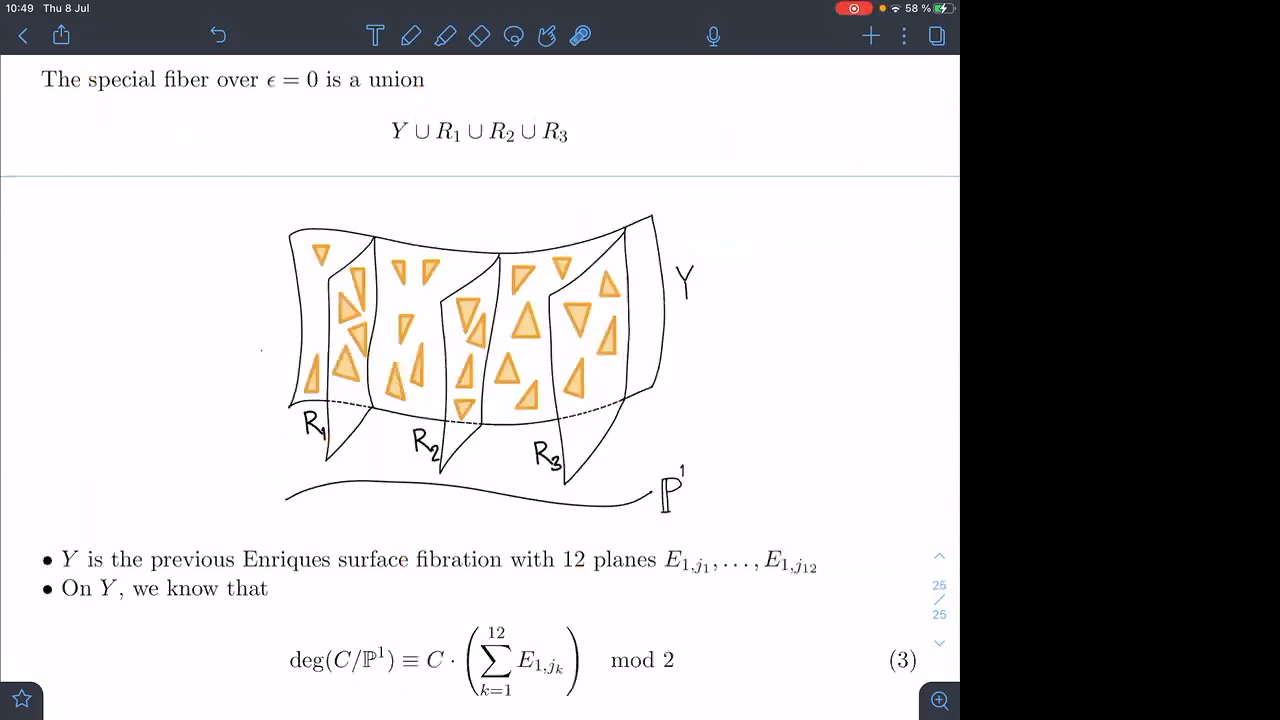 10:49 Thu 8 Jul
58 %
T
The special fiber over ϵ = 0 is a union
Y ∪ R₁ ∪ R₂ ∪ R₃
Y
R₁
R₂
R₃
ℙ¹
• Y is the previous Enriques surface fibration with 12 planes E_{1,j₁}, …, E_{1,j₁₂}
• On Y, we know that
deg(C/ℙ¹) ≡ C · (∑_{k=1}^{12} E_{1,j_k}) mod 2 (3)
25
/
25